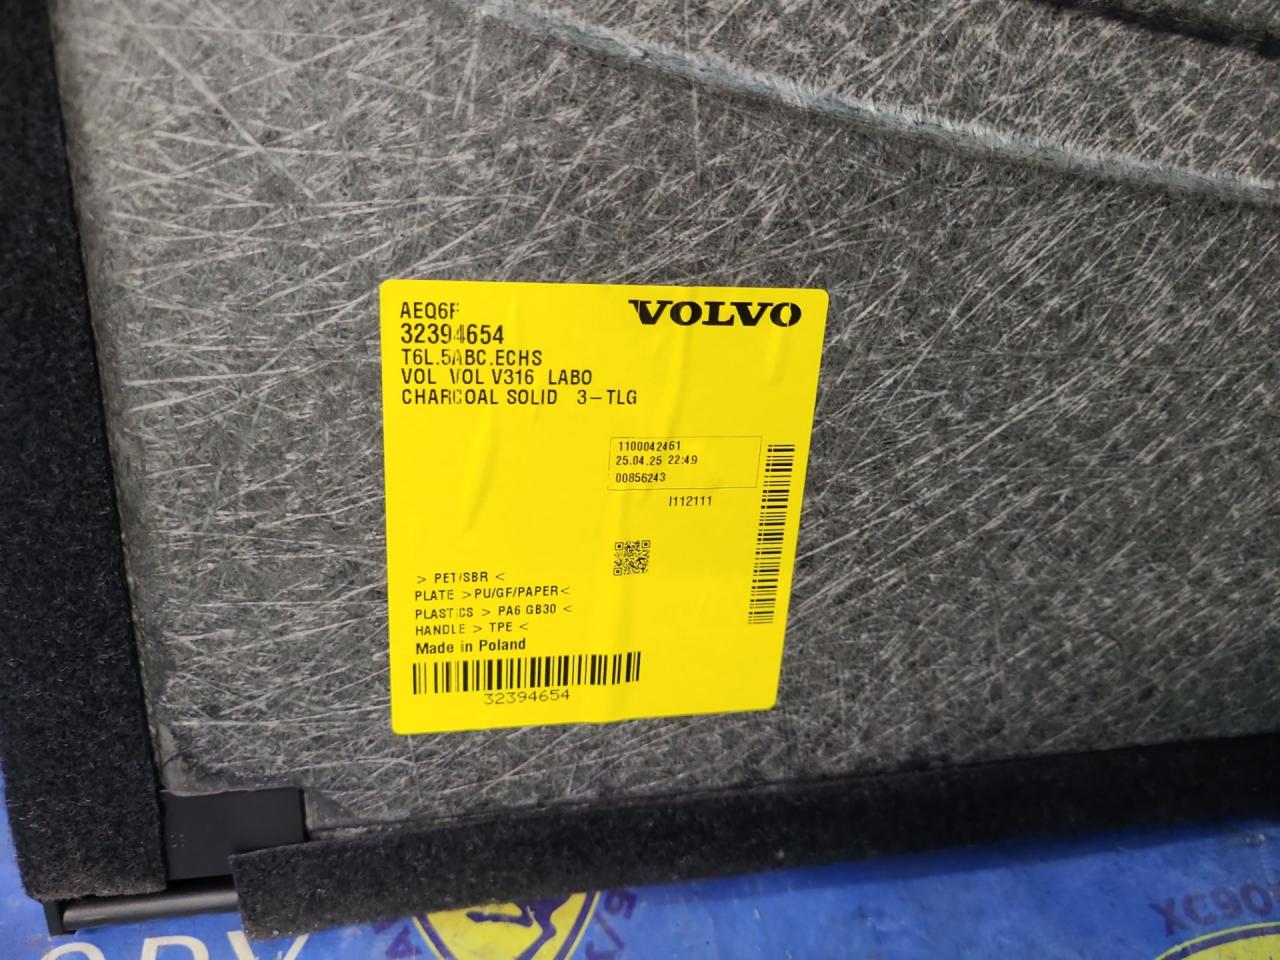 AEQ6F
VOLVO
32394654
T6L.5ABC.ECHS
VOL VOL V316 LABO
CHARCOAL SOLID 3-TLG
1100042461
25.04.25 22:49
00856243
I112111
> PET/SBR <
PLATE >PU/GF/PAPER<
PLASTICS > PA6 GB30 <
HANDLE > TPE <
Made in Poland
32394654
XC90